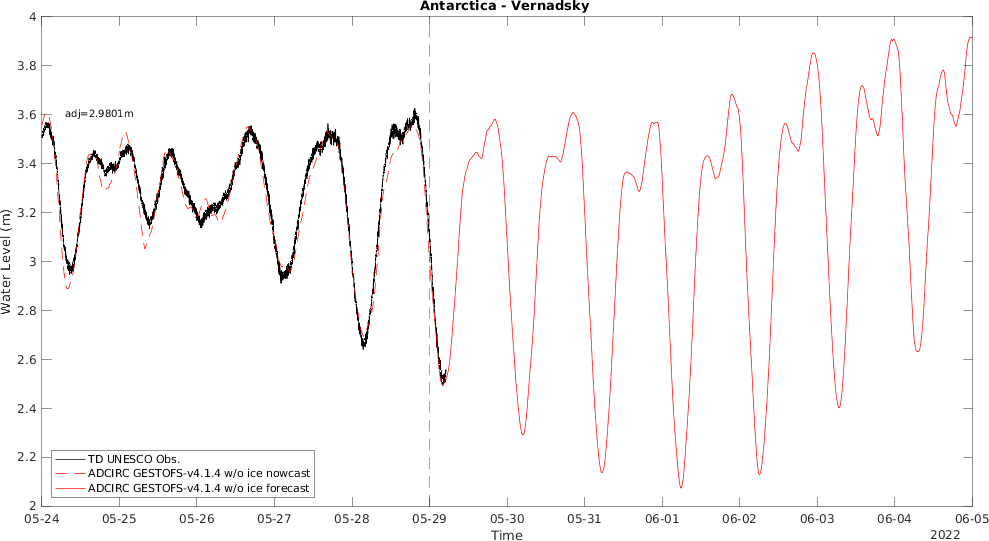 Antarctica - Vernadsky
4
3.8
3.6
3.4
3.2
3
2.8
2.6
2.4
2.2
2
Water Level (m)
adj=2.9801m
TD UNESCO Obs.
ADCIRC GESTOFS-v4.1.4 w/o ice nowcast
ADCIRC GESTOFS-v4.1.4 w/o ice forecast
05-24 05-25 05-26 05-27 05-28 05-29 05-30 05-31 06-01 06-02 06-03 06-04 06-05
Time
2022